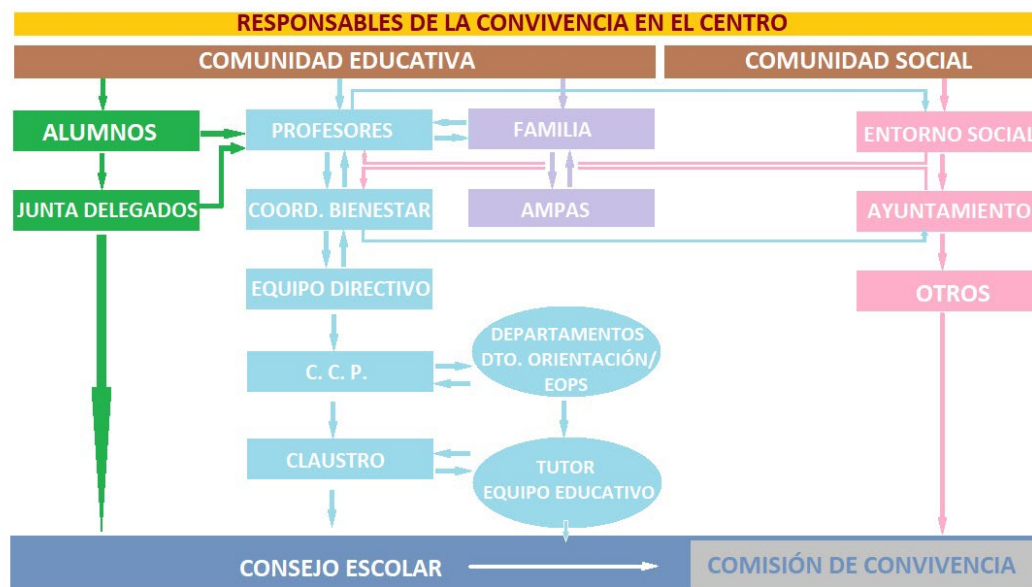 RESPONSABLES DE LA CONVIVENCIA EN EL CENTRO
COMUNIDAD EDUCATIVA
COMUNIDAD SOCIAL
ALUMNOS
PROFESORES
FAMILIA
ENTORNO SOCIAL
JUNTA DELEGADOS
COORD. BIENESTAR
AMPAS
AYUNTAMIENTO
EQUIPO DIRECTIVO
OTROS
DEPARTAMENTOS
DTO. ORIENTACIÓN/
EOPS
C. C. P.
CLAUSTRO
TUTOR
EQUIPO EDUCATIVO
CONSEJO ESCOLAR
COMISIÓN DE CONVIVENCIA